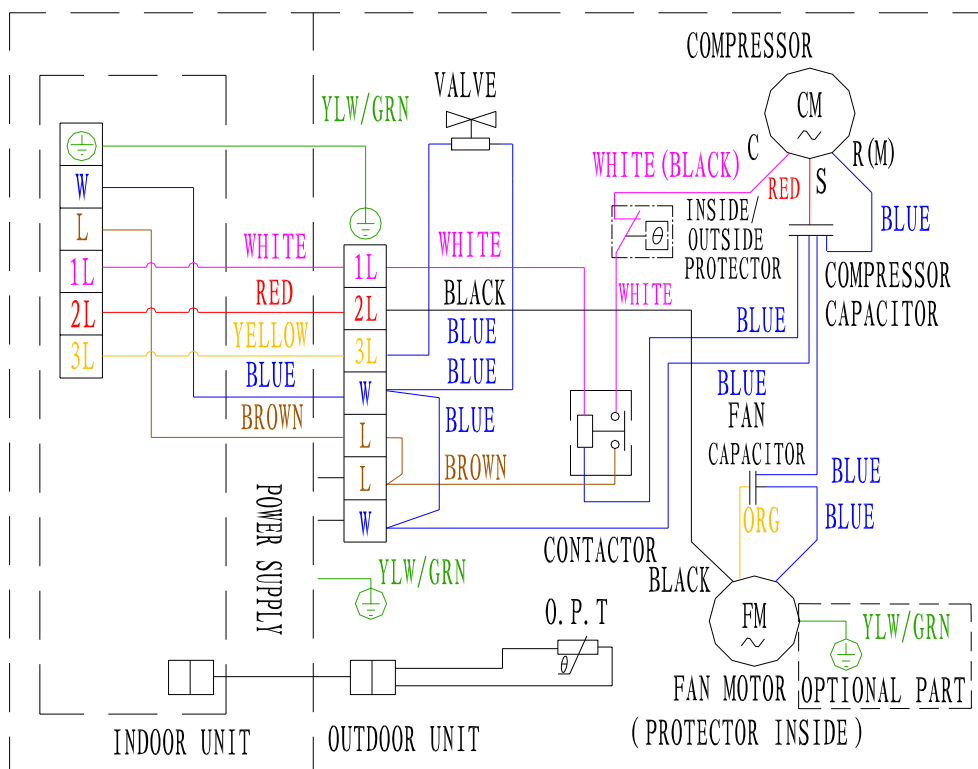 COMPRESSOR
CM
C
S
R(M)
VALVE
YLW/GRN
WHITE(BLACK)
RED
BLUE
INSIDE/
OUTSIDE
PROTECTOR
θ
COMPRESSOR
CAPACITOR
W
L
1L
2L
3L
WHITE
RED
YELLOW
BLUE
BROWN
1L
2L
3L
W
L
L
W
WHITE
BLACK
BLUE
BLUE
BLUE
BROWN
WHITE
BLUE
BLUE
FAN
CAPACITOR
BLUE
BLUE
ORG
CONTACTOR
BLACK
POWER SUPPLY
YLW/GRN
O.P.T
θ
FM
YLW/GRN
FAN MOTOR
OPTIONAL PART
(PROTECTOR INSIDE)
INDOOR UNIT
OUTDOOR UNIT